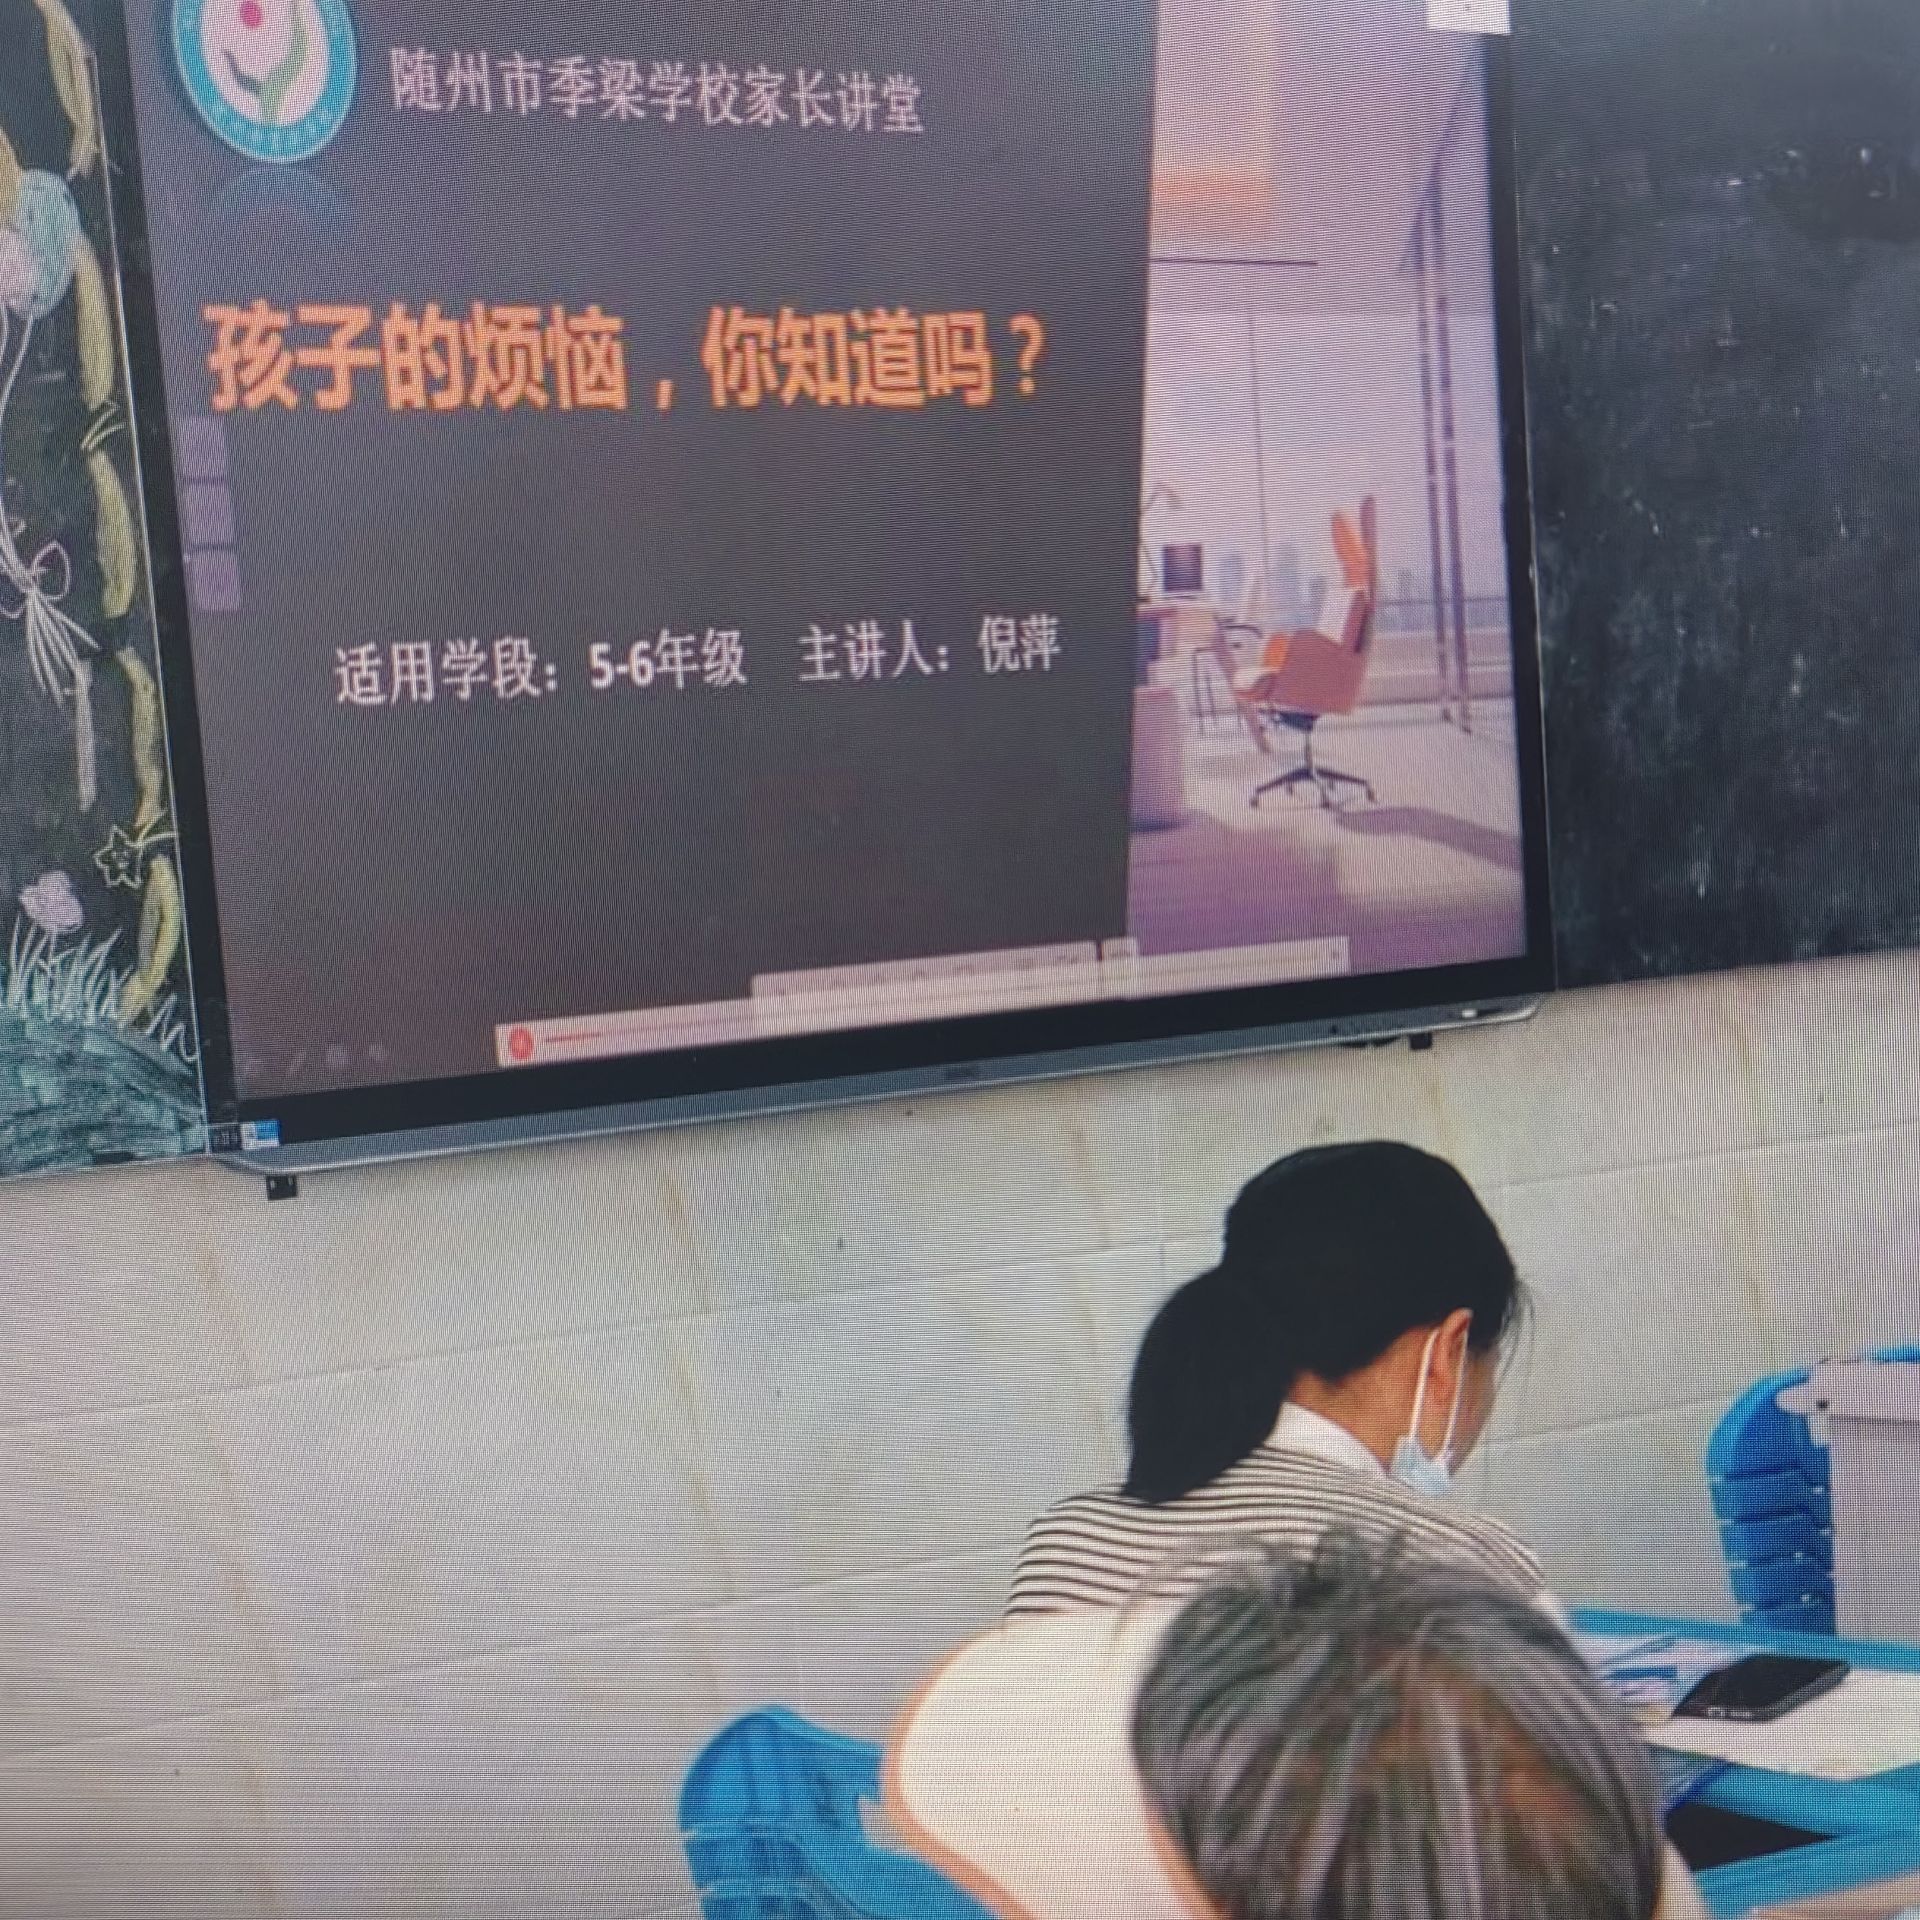 随州市季梁学校家长讲堂
孩子的烦恼，你知道吗？
适用学段：5-6年级 主讲人：倪萍